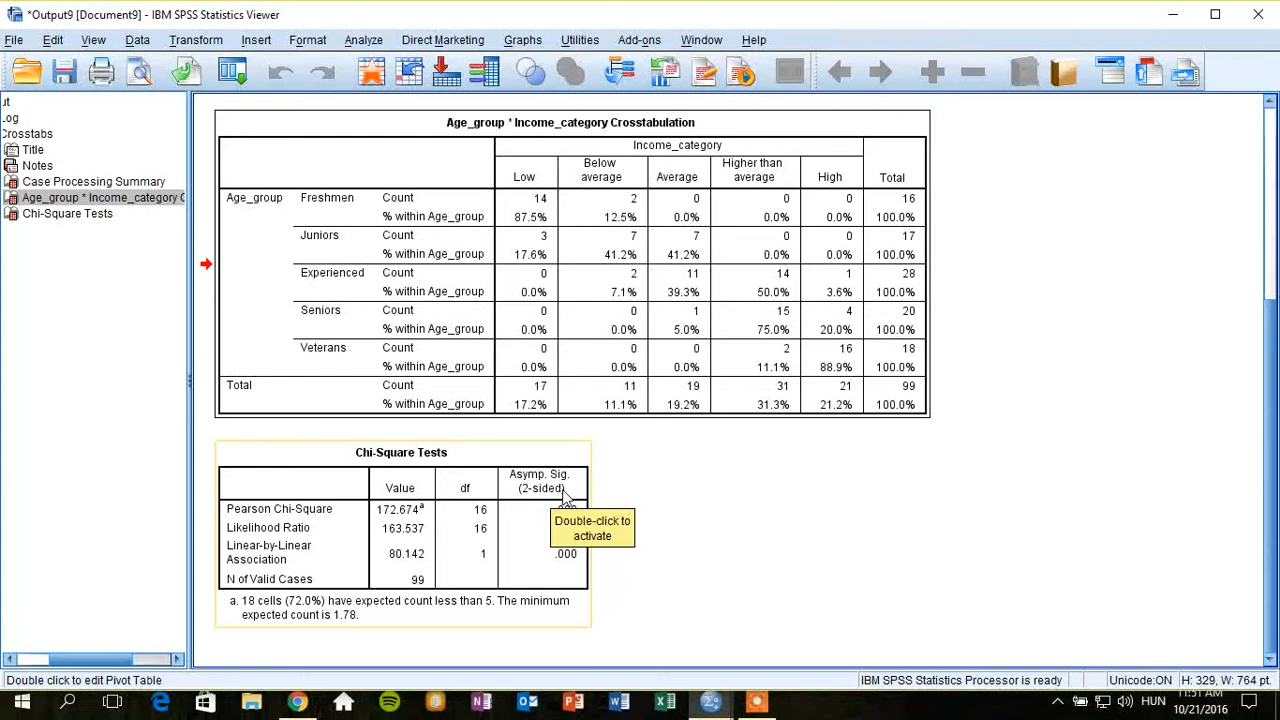 *Output9 [Document9] - IBM SPSS Statistics Viewer
File Edit View Data Transform Insert Format Analyze Direct Marketing Graphs Utilities Add-ons Window Help
ut
Log
Crosstabs
Title
Notes
Case Processing Summary
Age_group * Income_category C
Chi-Square Tests
Age_group * Income_category Crosstabulation
Income_category
Low Below average Average Higher than average High Total
Age_group Freshmen Count 14 2 0 0 0 16
% within Age_group 87.5% 12.5% 0.0% 0.0% 0.0% 100.0%
Juniors Count 3 7 7 0 0 17
% within Age_group 17.6% 41.2% 41.2% 0.0% 0.0% 100.0%
Experienced Count 0 2 11 14 1 28
% within Age_group 0.0% 7.1% 39.3% 50.0% 3.6% 100.0%
Seniors Count 0 0 1 15 4 20
% within Age_group 0.0% 0.0% 5.0% 75.0% 20.0% 100.0%
Veterans Count 0 0 0 2 16 18
% within Age_group 0.0% 0.0% 0.0% 11.1% 88.9% 100.0%
Total Count 17 11 19 31 21 99
% within Age_group 17.2% 11.1% 19.2% 31.3% 21.2% 100.0%
Chi-Square Tests
Value df Asymp. Sig. (2-sided)
Pearson Chi-Square 172.674a 16
Likelihood Ratio 163.537 16
Linear-by-Linear Association 80.142 1 .000
N of Valid Cases 99
a. 18 cells (72.0%) have expected count less than 5. The minimum
expected count is 1.78.
Double-click to
activate
Double click to edit Pivot Table
IBM SPSS Statistics Processor is ready
Unicode:ON
H: 329, W: 764 pt.
HUN
11:51 AM
10/21/2016